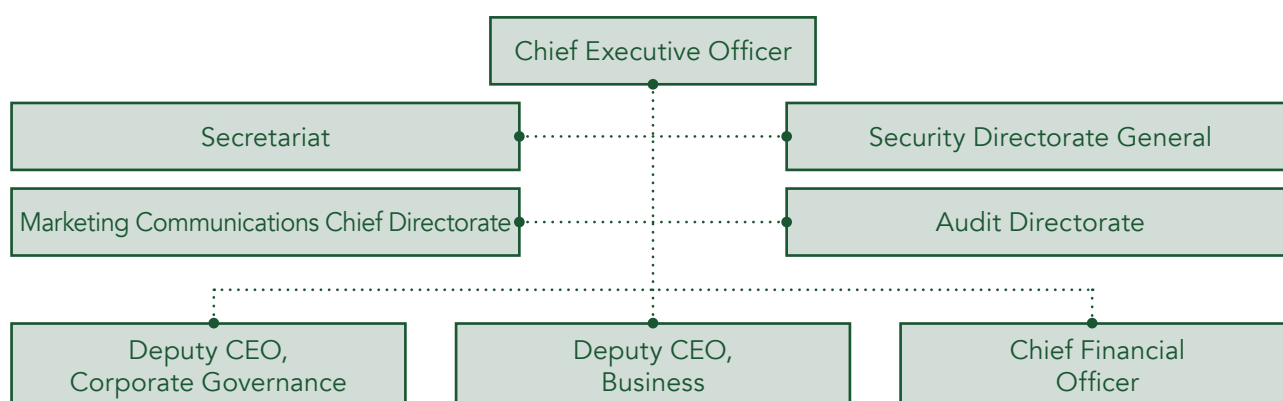 Chief Executive Officer
Secretariat
Security Directorate General
Marketing Communications Chief Directorate
Audit Directorate
Deputy CEO,
Corporate Governance
Deputy CEO,
Business
Chief Financial
Officer